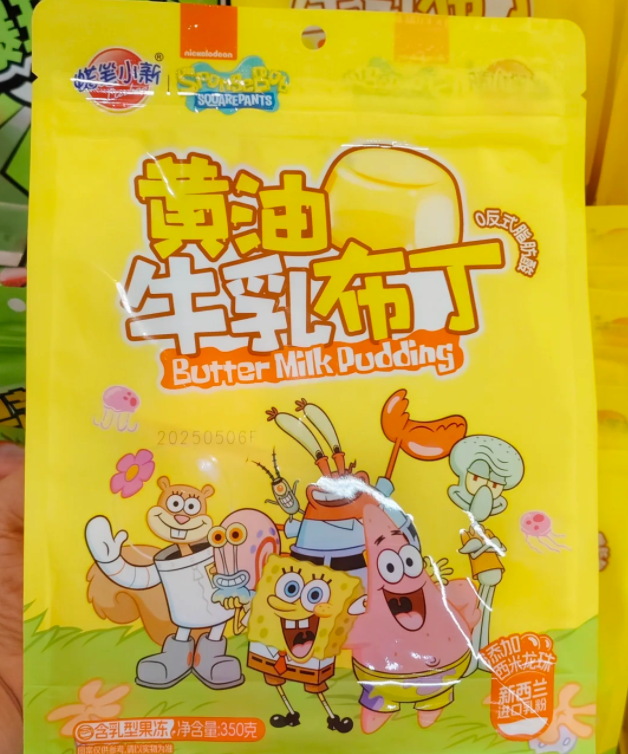 nickelodeon
蜡笔小新®
SpongeBob
SQUAREPANTS
黄油
0反式脂肪酸
牛乳布丁
Butter Milk Pudding
20250506F
添加
西米龙球
新西兰
进口乳粉
含乳型果冻 净含量:350克